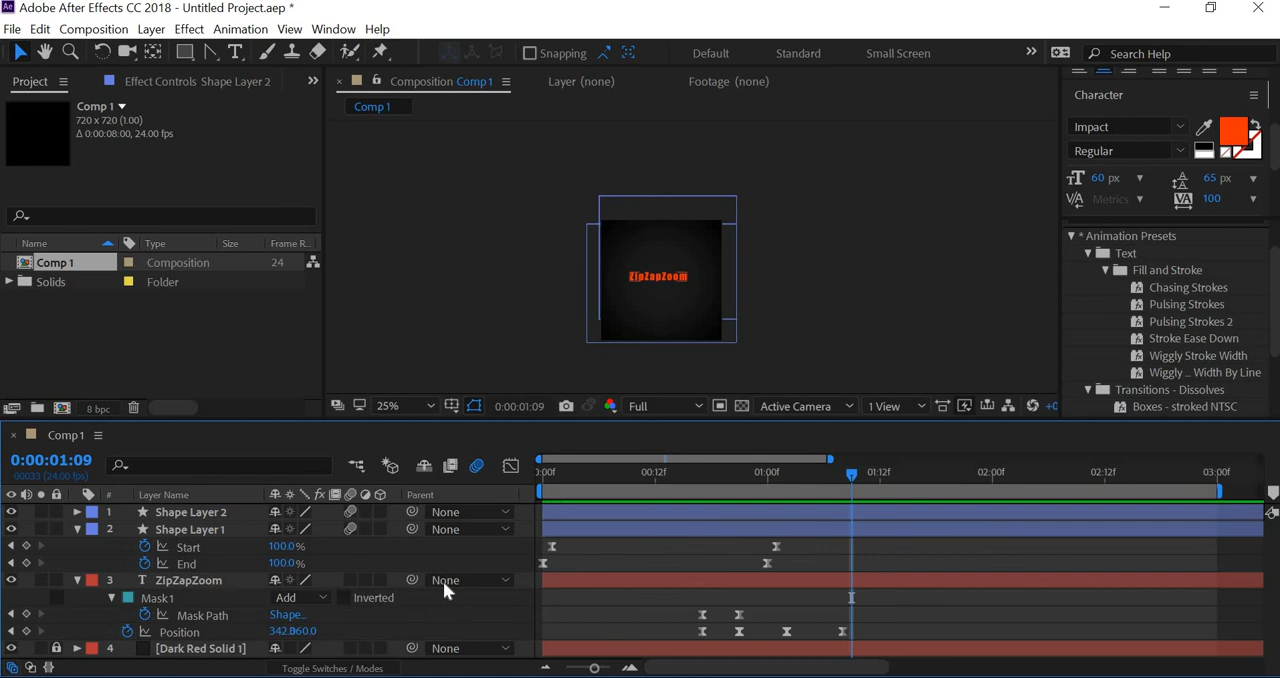 Adobe After Effects CC 2018 - Untitled Project.aep *
File Edit Composition Layer Effect Animation View Window Help
Snapping Default Standard Small Screen Search Help
Project Effect Controls Shape Layer 2 Composition Comp 1 Layer (none) Footage (none)
Comp 1
Comp 1
720 x 720 (1.00)
Δ 0:00:08:00, 24.00 fps
Character
Impact
Regular
60 px 65 px
Metrics 100
Name Type Size Frame R...
Comp 1 Composition 24
Solids Folder
ZipZapZoom
* Animation Presets
Text
Fill and Stroke
Chasing Strokes
Pulsing Strokes
Pulsing Strokes 2
Stroke Ease Down
Wiggly Stroke Width
Wiggly ... Width By Line
Transitions - Dissolves
Boxes - stroked NTSC
8 bpc 25% 0:00:01:09 Full Active Camera 1 View +0
Comp 1
0:00:01:09
00033 (24.00 fps)
:00f 00:12f 01:00f 01:12f 02:00f 02:12f 03:00f
# Layer Name Parent
1 Shape Layer 2 None
2 Shape Layer 1 None
Start 100.0%
End 100.0%
3 T ZipZapZoom None
Mask 1 Add Inverted
Mask Path Shape...
Position
4 [Dark Red Solid 1] None
Toggle Switches / Modes